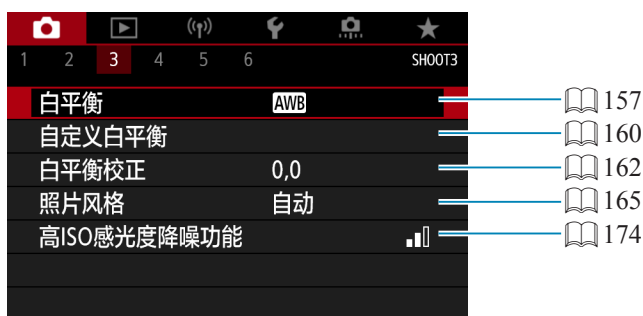 1 2 3 4 5 6 SHOOT3
白平衡 AWB 157
自定义白平衡 160
白平衡校正 0,0 162
照片风格 自动 165
高ISO感光度降噪功能 174